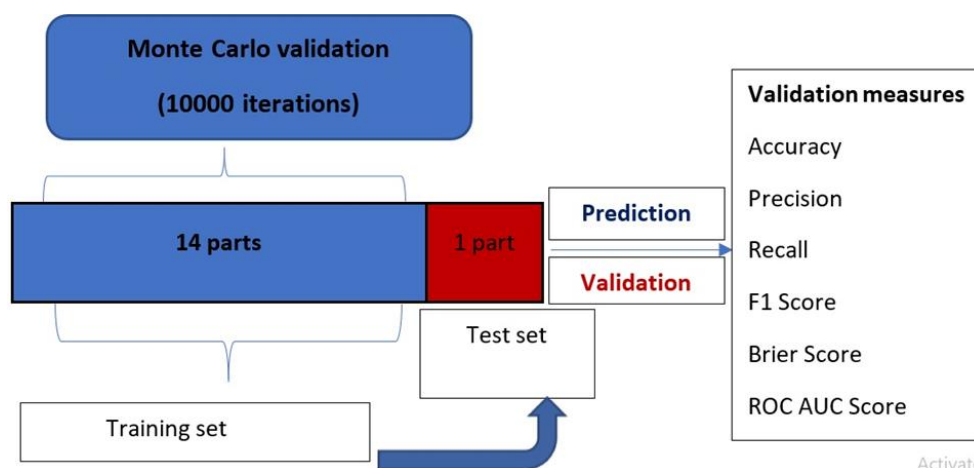 Monte Carlo validation
(10000 iterations)
14 parts
1 part
Prediction
Validation
Test set
Training set
Validation measures
Accuracy
Precision
Recall
F1 Score
Brier Score
ROC AUC Score
Activat